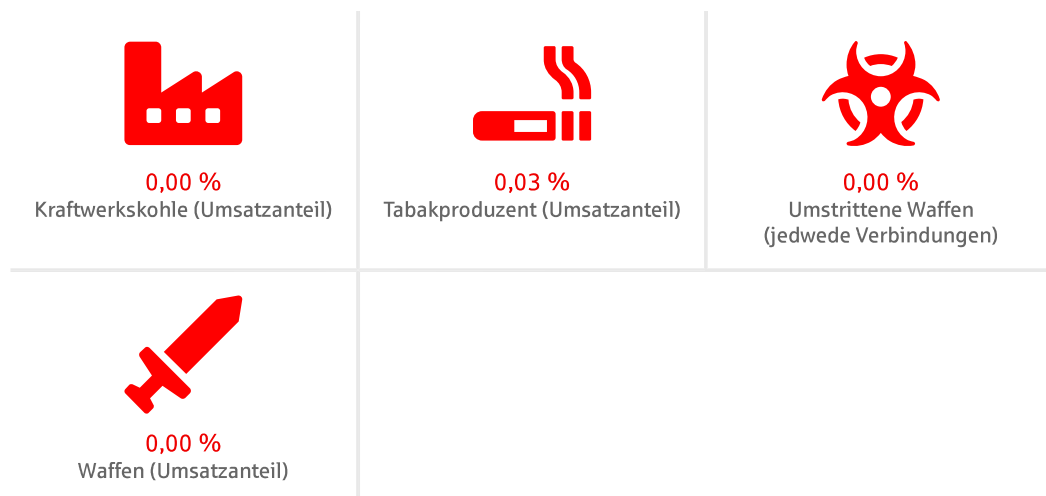 0,00 %
Kraftwerkskohle (Umsatzanteil)
0,03 %
Tabakproduzent (Umsatzanteil)
0,00 %
Umstrittene Waffen
(jedwede Verbindungen)
0,00 %
Waffen (Umsatzanteil)